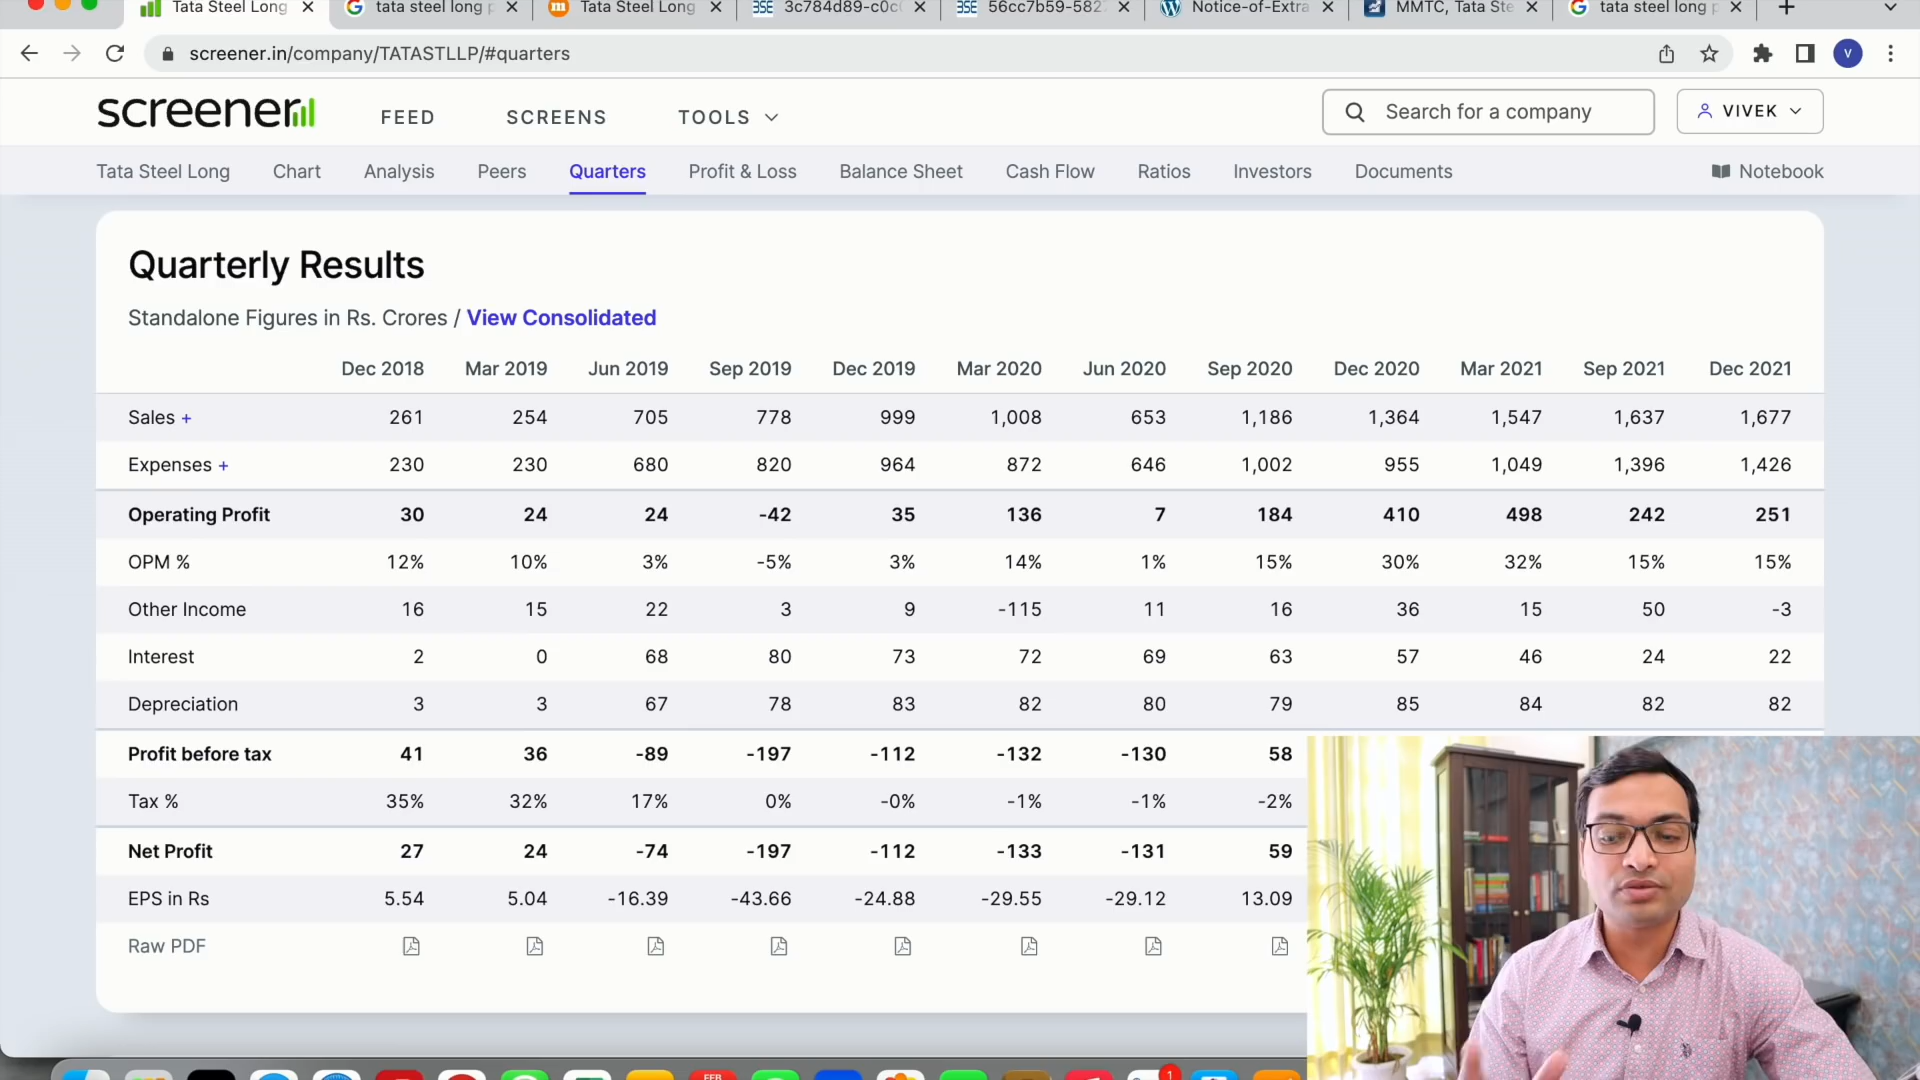 Tata Steel Long
tata steel long p
Tata Steel Long
3c784d89-c0c
56cc7b59-582
Notice-of-Extra
MMTC, Tata Ste
tata steel long p
screener.in/company/TATASTLLP/#quarters
V
screener
FEED
SCREENS
TOOLS
Search for a company
VIVEK
Tata Steel Long
Chart
Analysis
Peers
Quarters
Profit & Loss
Balance Sheet
Cash Flow
Ratios
Investors
Documents
Notebook
Quarterly Results
Standalone Figures in Rs. Crores / View Consolidated
Dec 2018 Mar 2019 Jun 2019 Sep 2019 Dec 2019 Mar 2020 Jun 2020 Sep 2020 Dec 2020 Mar 2021 Sep 2021 Dec 2021
Sales + 261 254 705 778 999 1,008 653 1,186 1,364 1,547 1,637 1,677
Expenses + 230 230 680 820 964 872 646 1,002 955 1,049 1,396 1,426
Operating Profit 30 24 24 -42 35 136 7 184 410 498 242 251
OPM % 12% 10% 3% -5% 3% 14% 1% 15% 30% 32% 15% 15%
Other Income 16 15 22 3 9 -115 11 16 36 15 50 -3
Interest 2 0 68 80 73 72 69 63 57 46 24 22
Depreciation 3 3 67 78 83 82 80 79 85 84 82 82
Profit before tax 41 36 -89 -197 -112 -132 -130 58
Tax % 35% 32% 17% 0% -0% -1% -1% -2%
Net Profit 27 24 -74 -197 -112 -133 -131 59
EPS in Rs 5.54 5.04 -16.39 -43.66 -24.88 -29.55 -29.12 13.09
Raw PDF
FEB
1